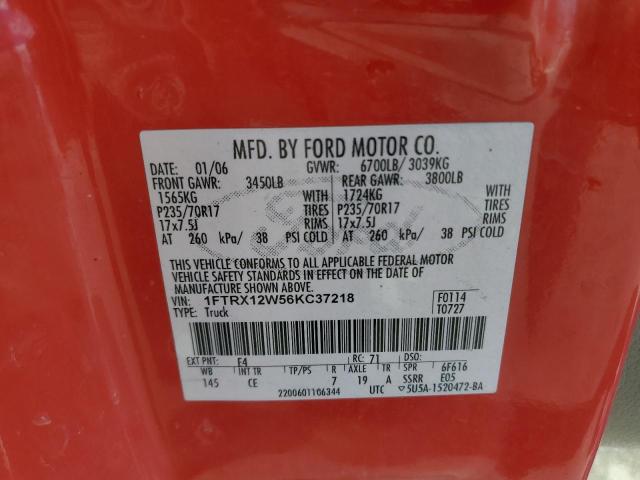 MFD. BY FORD MOTOR CO.
DATE: 01/06 GVWR: 6700LB/ 3039KG
FRONT GAWR: 3450LB REAR GAWR: 3800LB
1565KG WITH 1724KG WITH
P235/70R17 TIRES P235/70R17 TIRES
17x7.5J RIMS 17x7.5J RIMS
AT 260 kPa/ 38 PSI COLD AT 260 kPa/ 38 PSI COLD
THIS VEHICLE CONFORMS TO ALL APPLICABLE FEDERAL MOTOR
VEHICLE SAFETY STANDARDS IN EFFECT ON THE DATE OF
MANUFACTURE SHOWN ABOVE.
VIN: 1FTRX12W56KC37218 F0114
TYPE: Truck T0727
EXT PNT: F4 RC: 71 DSO:
WB INT TR TP/PS R AXLE TR SPR 6F616
145 CE 7 19 A SSRR E05
2200601106344 UTC ▽5U5A-1520472-BA